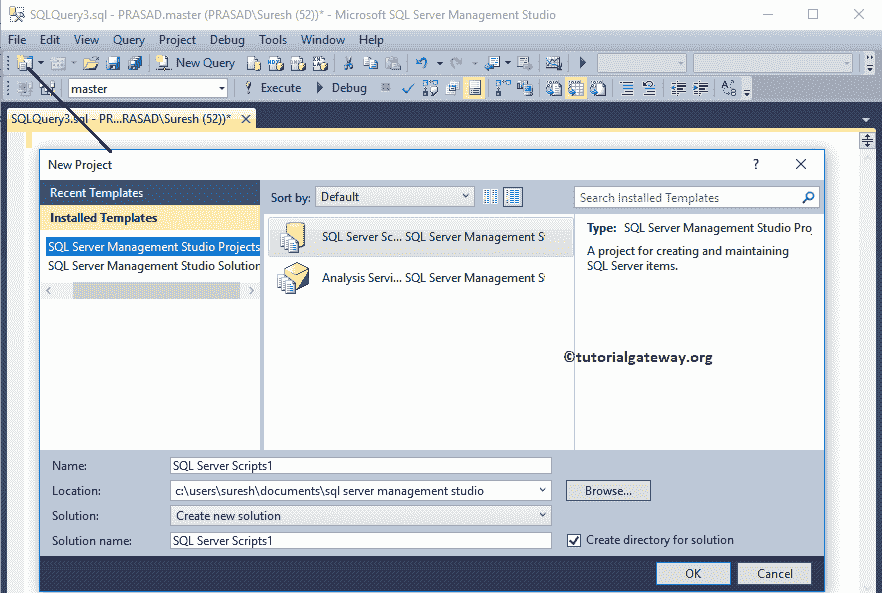 SQLQuery3.sql - PRASAD.master (PRASAD\Suresh (52))* - Microsoft SQL Server Management Studio
File Edit View Query Project Debug Tools Window Help
New Query
master Execute Debug
SQLQuery3.sql - PR...RASAD\Suresh (52))*
New Project
Recent Templates
Installed Templates
SQL Server Management Studio Projects
SQL Server Management Studio Solution
Sort by: Default
SQL Server Sc... SQL Server Management S
Analysis Servi... SQL Server Management S
Search Installed Templates
Type: SQL Server Management Studio Pro
A project for creating and maintaining
SQL Server items.
©tutorialgateway.org
Name: SQL Server Scripts1
Location: c:\users\suresh\documents\sql server management studio Browse...
Solution: Create new solution
Solution name: SQL Server Scripts1 Create directory for solution
OK Cancel